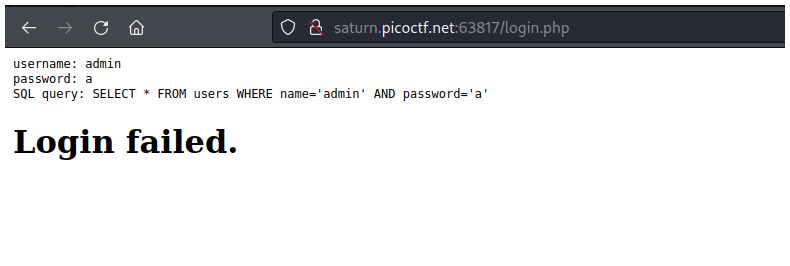 saturn.picoctf.net:63817/login.php
username: admin
password: a
SQL query: SELECT * FROM users WHERE name='admin' AND password='a'
Login failed.